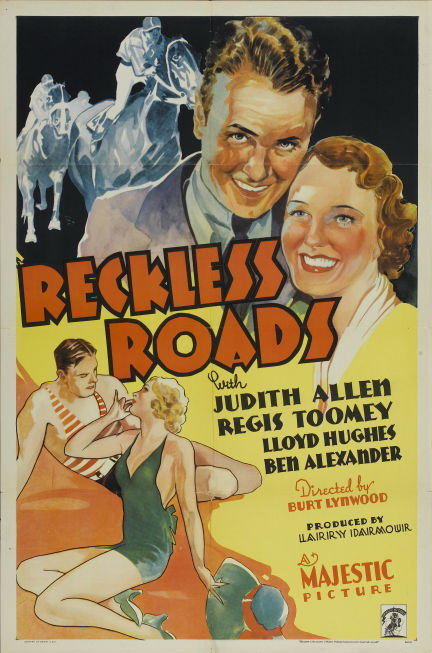 RECKLESS
ROADS
with
JUDITH ALLEN
REGIS TOOMEY
LLOYD HUGHES
BEN ALEXANDER
Directed by
BURT LYNWOOD
PRODUCED BY
LARRY DARMOUR
A
MAJESTIC
PICTURE